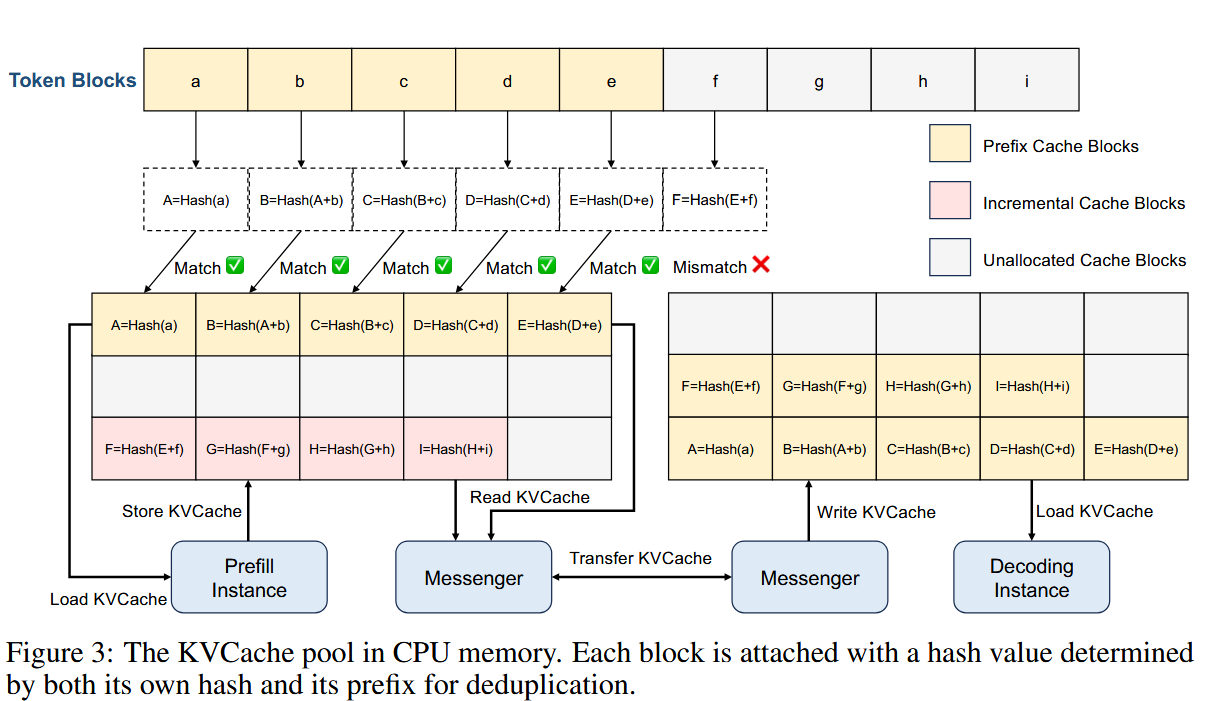 Token Blocks a b c d e f g h i
Prefix Cache Blocks
A=Hash(a) B=Hash(A+b) C=Hash(B+c) D=Hash(C+d) E=Hash(D+e) F=Hash(E+f)
Incremental Cache Blocks
Match ✅ Match ✅ Match ✅ Match ✅ Match ✅ Mismatch ❌
Unallocated Cache Blocks
A=Hash(a) B=Hash(A+b) C=Hash(B+c) D=Hash(C+d) E=Hash(D+e)
F=Hash(E+f) G=Hash(F+g) H=Hash(G+h) I=Hash(H+i)
F=Hash(E+f) G=Hash(F+g) H=Hash(G+h) I=Hash(H+i)
A=Hash(a) B=Hash(A+b) C=Hash(B+c) D=Hash(C+d) E=Hash(D+e)
Store KVCache
Read KVCache
Write KVCache
Load KVCache
Prefill
Instance
Messenger
Transfer KVCache
Messenger
Decoding
Instance
Load KVCache
Figure 3: The KVCache pool in CPU memory. Each block is attached with a hash value determined
by both its own hash and its prefix for deduplication.